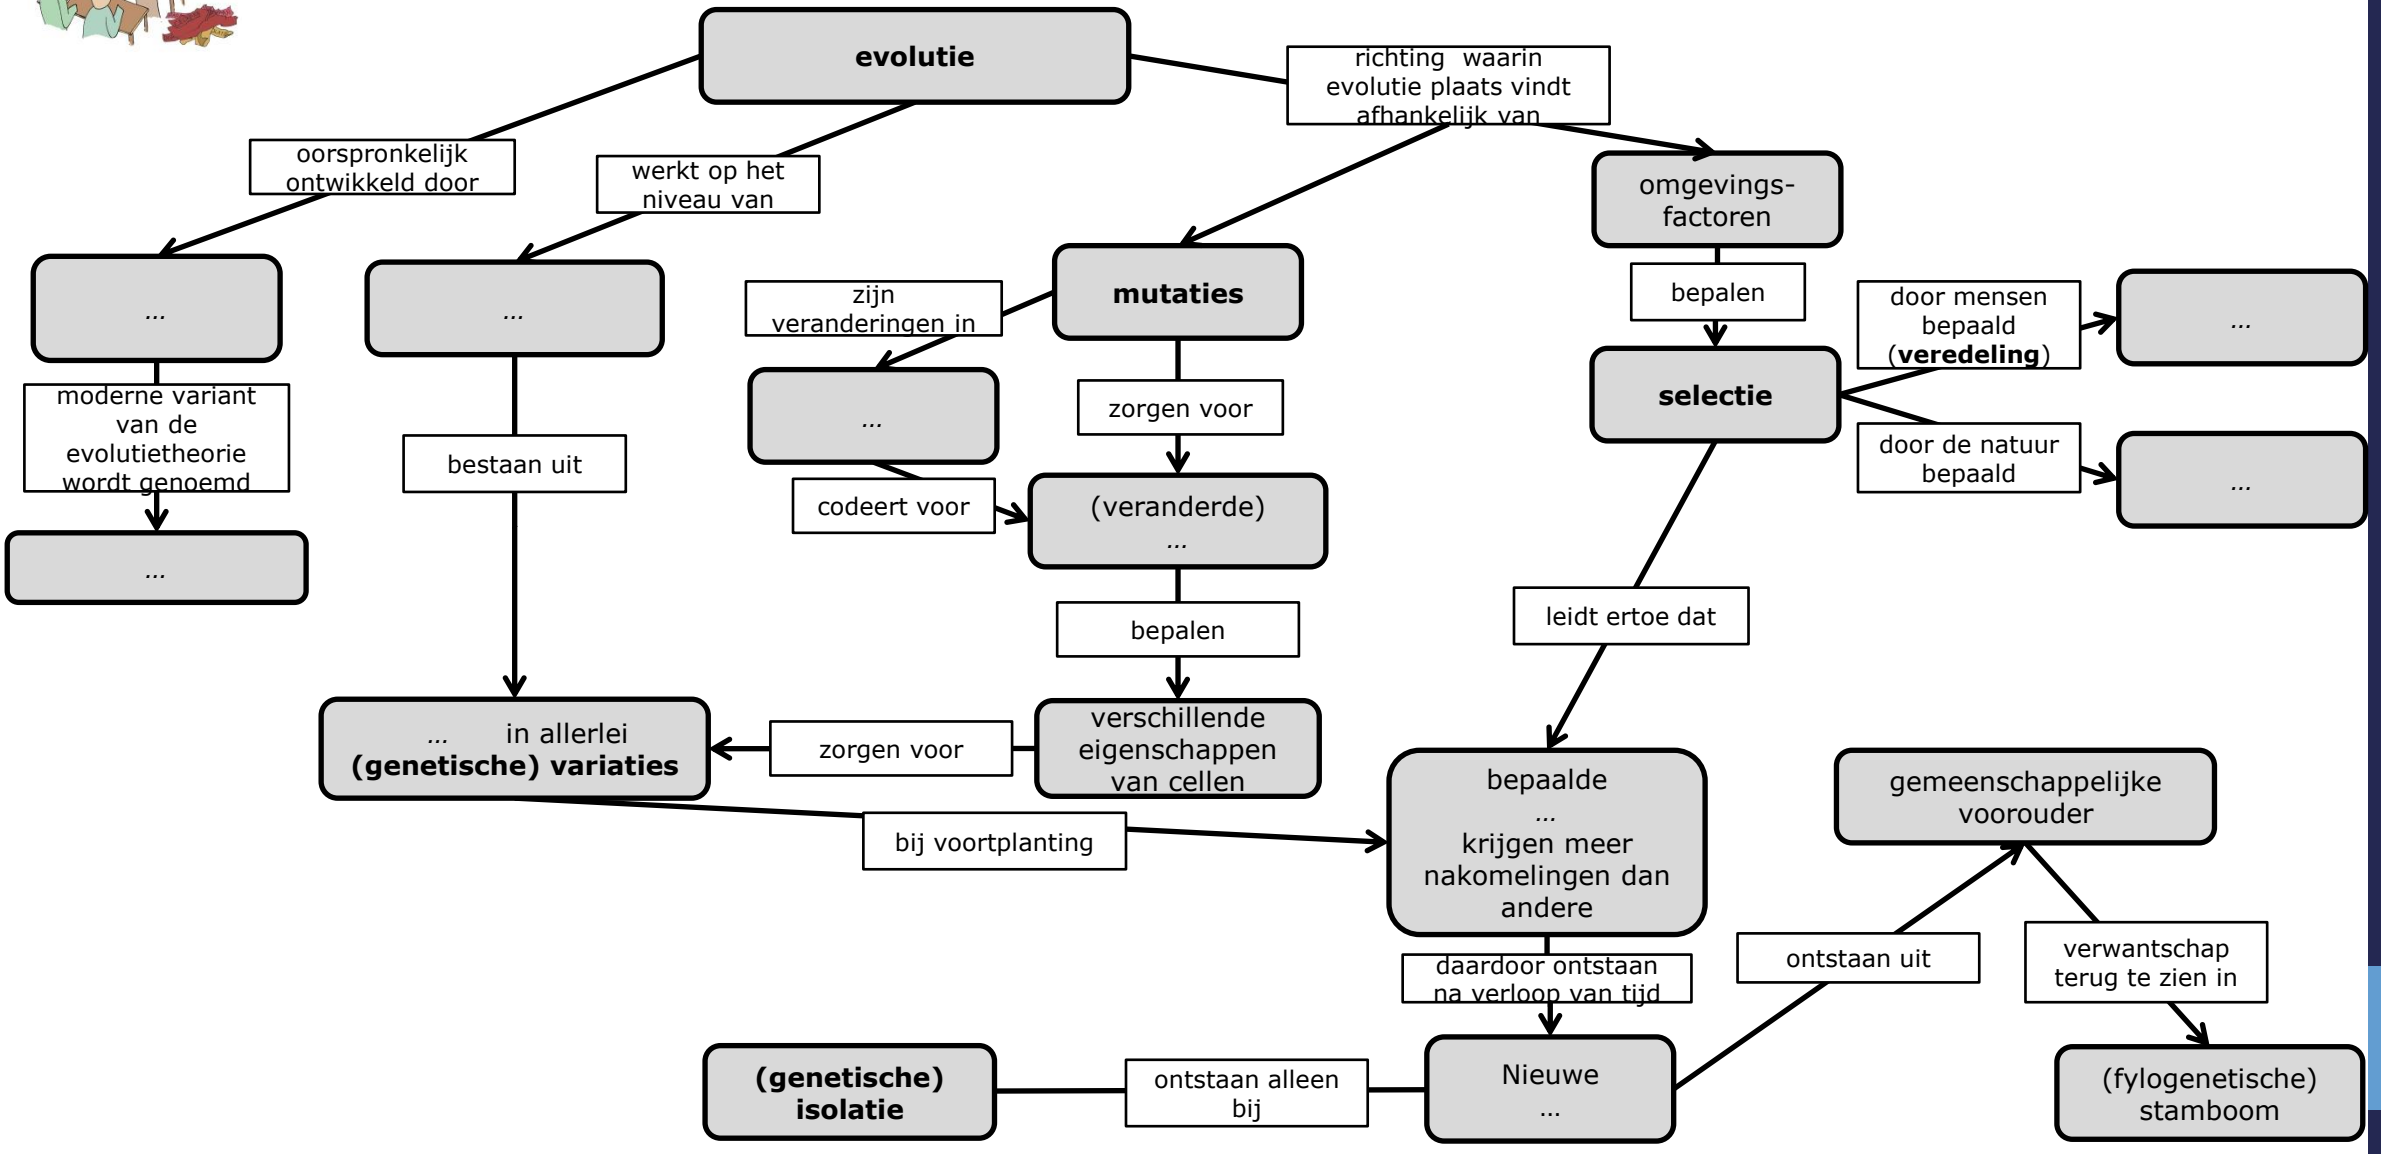 evolutie
richting waarin
evolutie plaats vindt
afhankelijk van
oorspronkelijk
ontwikkeld door
werkt op het
niveau van
omgevings-
factoren
...
...
zijn
veranderingen in
mutaties
bepalen
door mensen
bepaald
(veredeling)
...
moderne variant
van de
evolutietheorie
wordt genoemd
bestaan uit
...
zorgen voor
selectie
door de natuur
bepaald
...
codeert voor
(veranderde)
...
...
bepalen
leidt ertoe dat
... in allerlei
(genetische) variaties
zorgen voor
verschillende
eigenschappen
van cellen
bij voortplanting
bepaalde
...
krijgen meer
nakomelingen dan
andere
gemeenschappelijke
voorouder
daardoor ontstaan
na verloop van tijd
ontstaan uit
verwantschap
terug te zien in
(genetische)
isolatie
ontstaan alleen
bij
Nieuwe
...
(fylogenetische)
stamboom